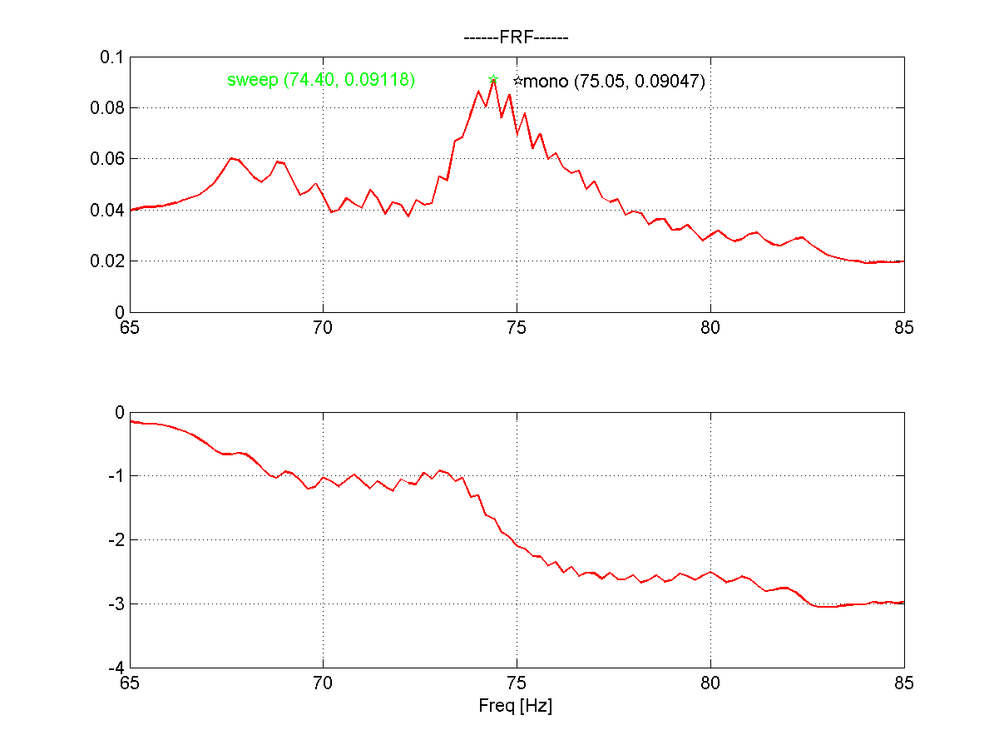 ------FRF------
0.1
sweep (74.40, 0.09118)
mono (75.05, 0.09047)
0.08
0.06
0.04
0.02
0
65 70 75 80 85
0
-1
-2
-3
-4
65 70 75 80 85
Freq [Hz]